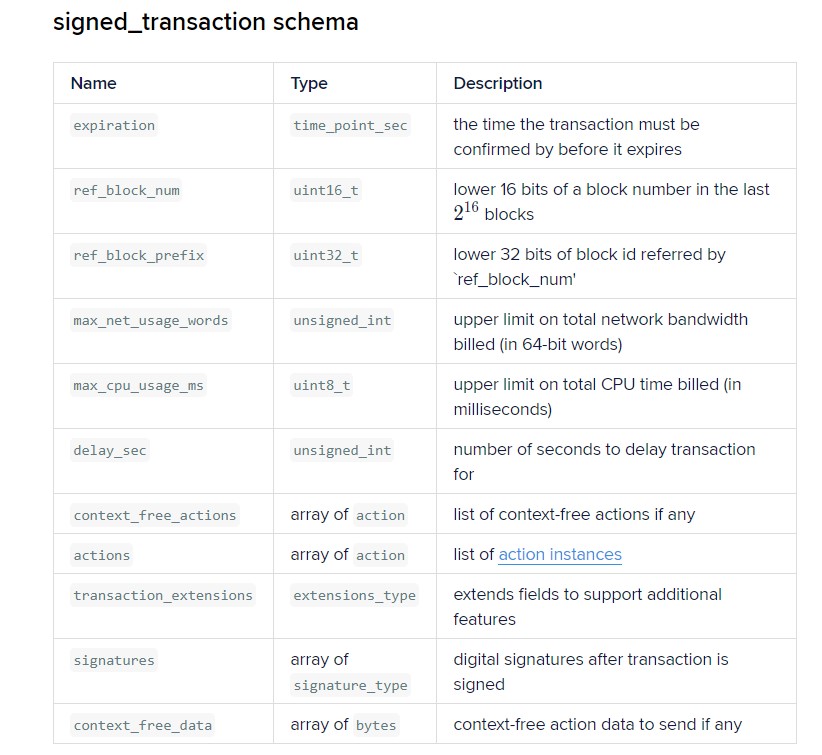 signed_transaction schema
Name Type Description
expiration time_point_sec the time the transaction must be
confirmed by before it expires
ref_block_num uint16_t lower 16 bits of a block number in the last
2¹⁶ blocks
ref_block_prefix uint32_t lower 32 bits of block id referred by
`ref_block_num'
max_net_usage_words unsigned_int upper limit on total network bandwidth
billed (in 64-bit words)
max_cpu_usage_ms uint8_t upper limit on total CPU time billed (in
milliseconds)
delay_sec unsigned_int number of seconds to delay transaction
for
context_free_actions array of action list of context-free actions if any
actions array of action list of action instances
transaction_extensions extensions_type extends fields to support additional
features
signatures array of digital signatures after transaction is
signature_type signed
context_free_data array of bytes context-free action data to send if any